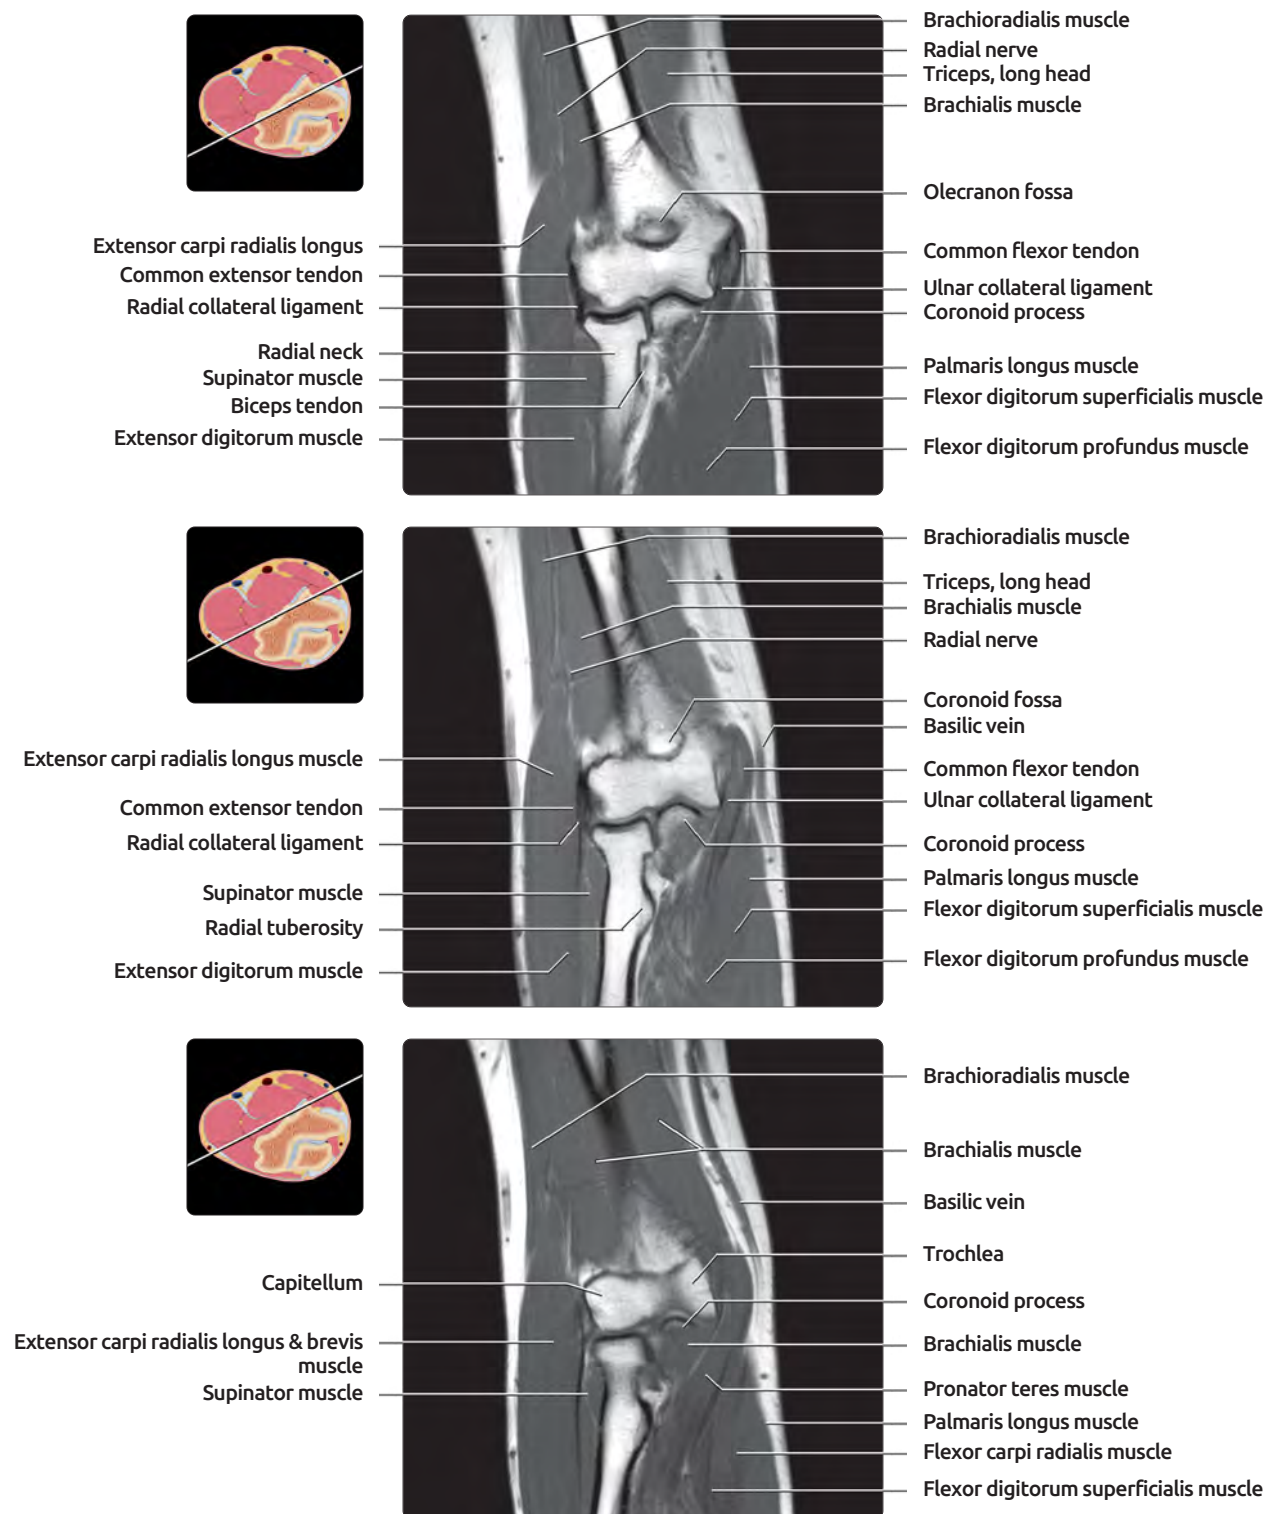 Brachioradialis muscle
Radial nerve
Triceps, long head
Brachialis muscle
Olecranon fossa
Extensor carpi radialis longus
Common flexor tendon
Common extensor tendon
Ulnar collateral ligament
Radial collateral ligament
Coronoid process
Radial neck
Palmaris longus muscle
Supinator muscle
Flexor digitorum superficialis muscle
Biceps tendon
Extensor digitorum muscle
Flexor digitorum profundus muscle
Brachioradialis muscle
Triceps, long head
Brachialis muscle
Radial nerve
Coronoid fossa
Basilic vein
Extensor carpi radialis longus muscle
Common flexor tendon
Common extensor tendon
Ulnar collateral ligament
Radial collateral ligament
Coronoid process
Palmaris longus muscle
Supinator muscle
Flexor digitorum superficialis muscle
Radial tuberosity
Flexor digitorum profundus muscle
Extensor digitorum muscle
Brachioradialis muscle
Brachialis muscle
Basilic vein
Trochlea
Capitellum
Coronoid process
Extensor carpi radialis longus & brevis
muscle
Brachialis muscle
Supinator muscle
Pronator teres muscle
Palmaris longus muscle
Flexor carpi radialis muscle
Flexor digitorum superficialis muscle